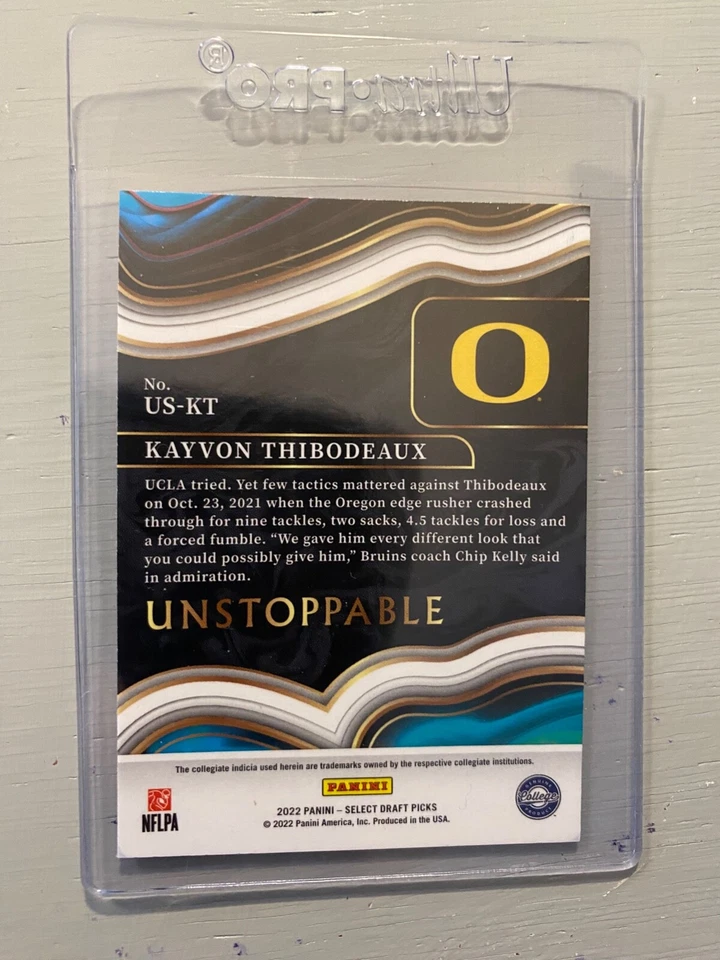 Ultra·PRO®
O
No.
US-KT
KAYVON THIBODEAUX
UCLA tried. Yet few tactics mattered against Thibodeaux
on Oct. 23, 2021 when the Oregon edge rusher crashed
through for nine tackles, two sacks, 4.5 tackles for loss and
a forced fumble. “We gave him every different look that
you could possibly give him,” Bruins coach Chip Kelly said
in admiration.
UNSTOPPABLE
The collegiate indicia used herein are trademarks owned by the respective collegiate institutions.
PANINI
2022 PANINI – SELECT DRAFT PICKS
© 2022 Panini America, Inc. Produced in the USA.
NFLPA
GENUINE
College
PRODUCT